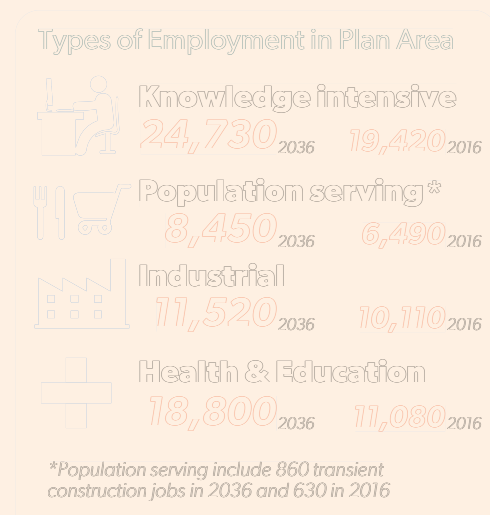 Types of Employment in Plan Area
Knowledge intensive
24,730 2036 19,420 2016
Population serving*
8,450 2036 6,490 2016
Industrial
11,520 2036 10,110 2016
Health & Education
18,800 2036 11,080 2016
*Population serving include 860 transient
construction jobs in 2036 and 630 in 2016